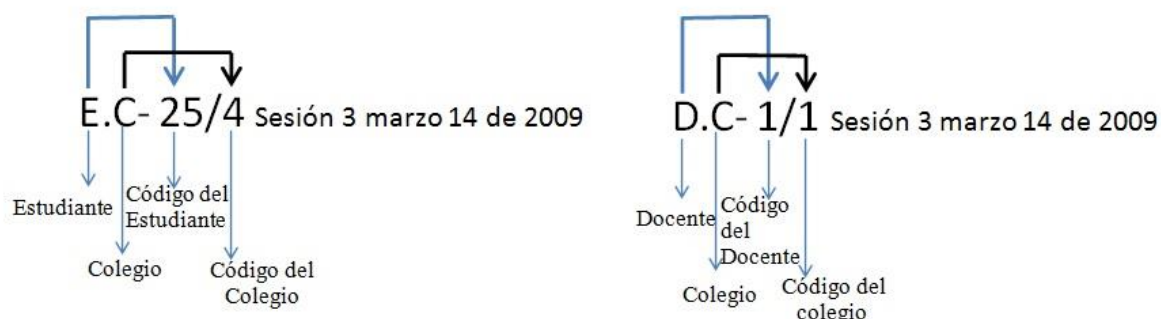 E.C- 25/4 Sesión 3 marzo 14 de 2009
Estudiante
Código del
Estudiante
Colegio
Código del
Colegio
D.C- 1/1 Sesión 3 marzo 14 de 2009
Docente
Código
del
Docente
Colegio
Código del
colegio